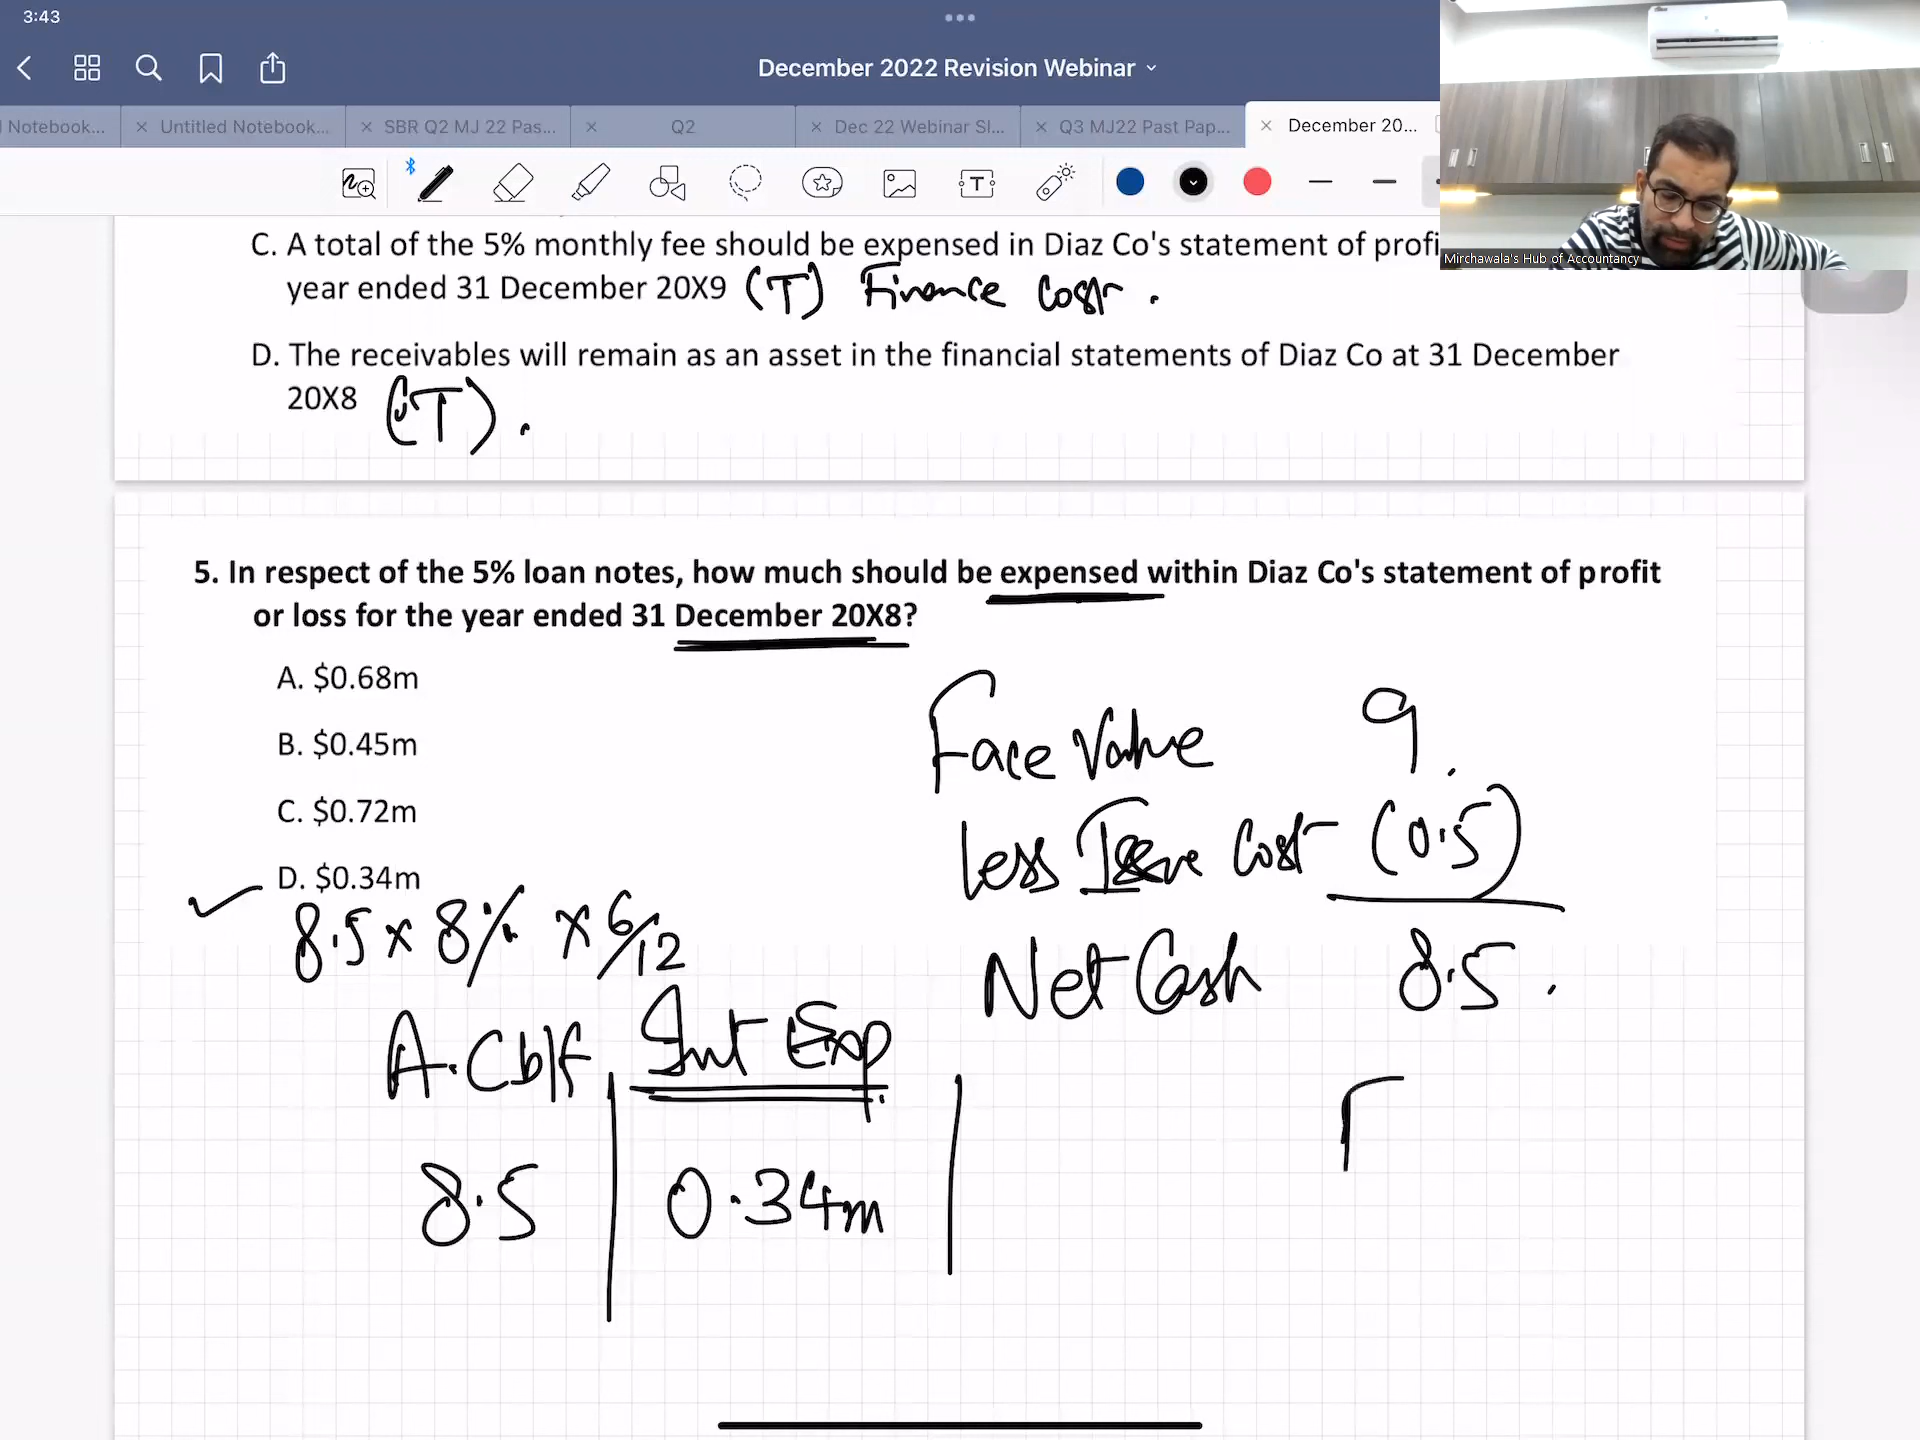 3:43
December 2022 Revision Webinar
Notebook...
Untitled Notebook...
SBR Q2 MJ 22 Pas...
Q2
Dec 22 Webinar Sl...
Q3 MJ22 Past Pap...
December 20...
Mirchawala's Hub of Accountancy
C. A total of the 5% monthly fee should be expensed in Diaz Co's statement of profi
year ended 31 December 20X9 (T) Finance Cost.
D. The receivables will remain as an asset in the financial statements of Diaz Co at 31 December
20X8 (T).
5. In respect of the 5% loan notes, how much should be expensed within Diaz Co's statement of profit
or loss for the year ended 31 December 20X8?
A. $0.68m
B. $0.45m
C. $0.72m
D. $0.34m
8.5 x 8% x 6/12
Face Value 9.
Less Issue Cost (0.5)
Net Cash 8.5.
A.C b/f Int Exp
8.5 0.34m